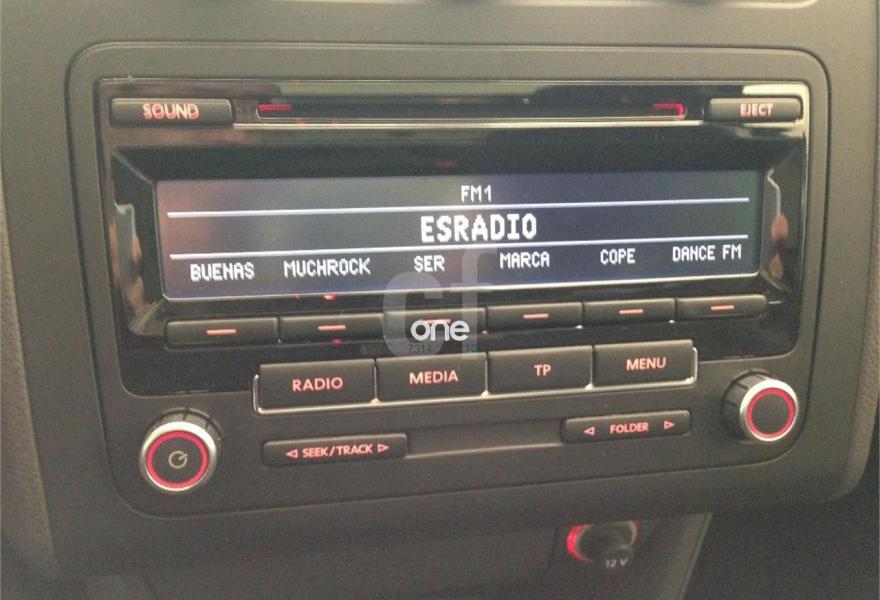 SOUND
EJECT
FM1
ESRADIO
BUENAS MUCHROCK SER MARCA COPE DANCE FM
cf
one
RADIO MEDIA TP MENU
SEEK/TRACK
FOLDER
12 V